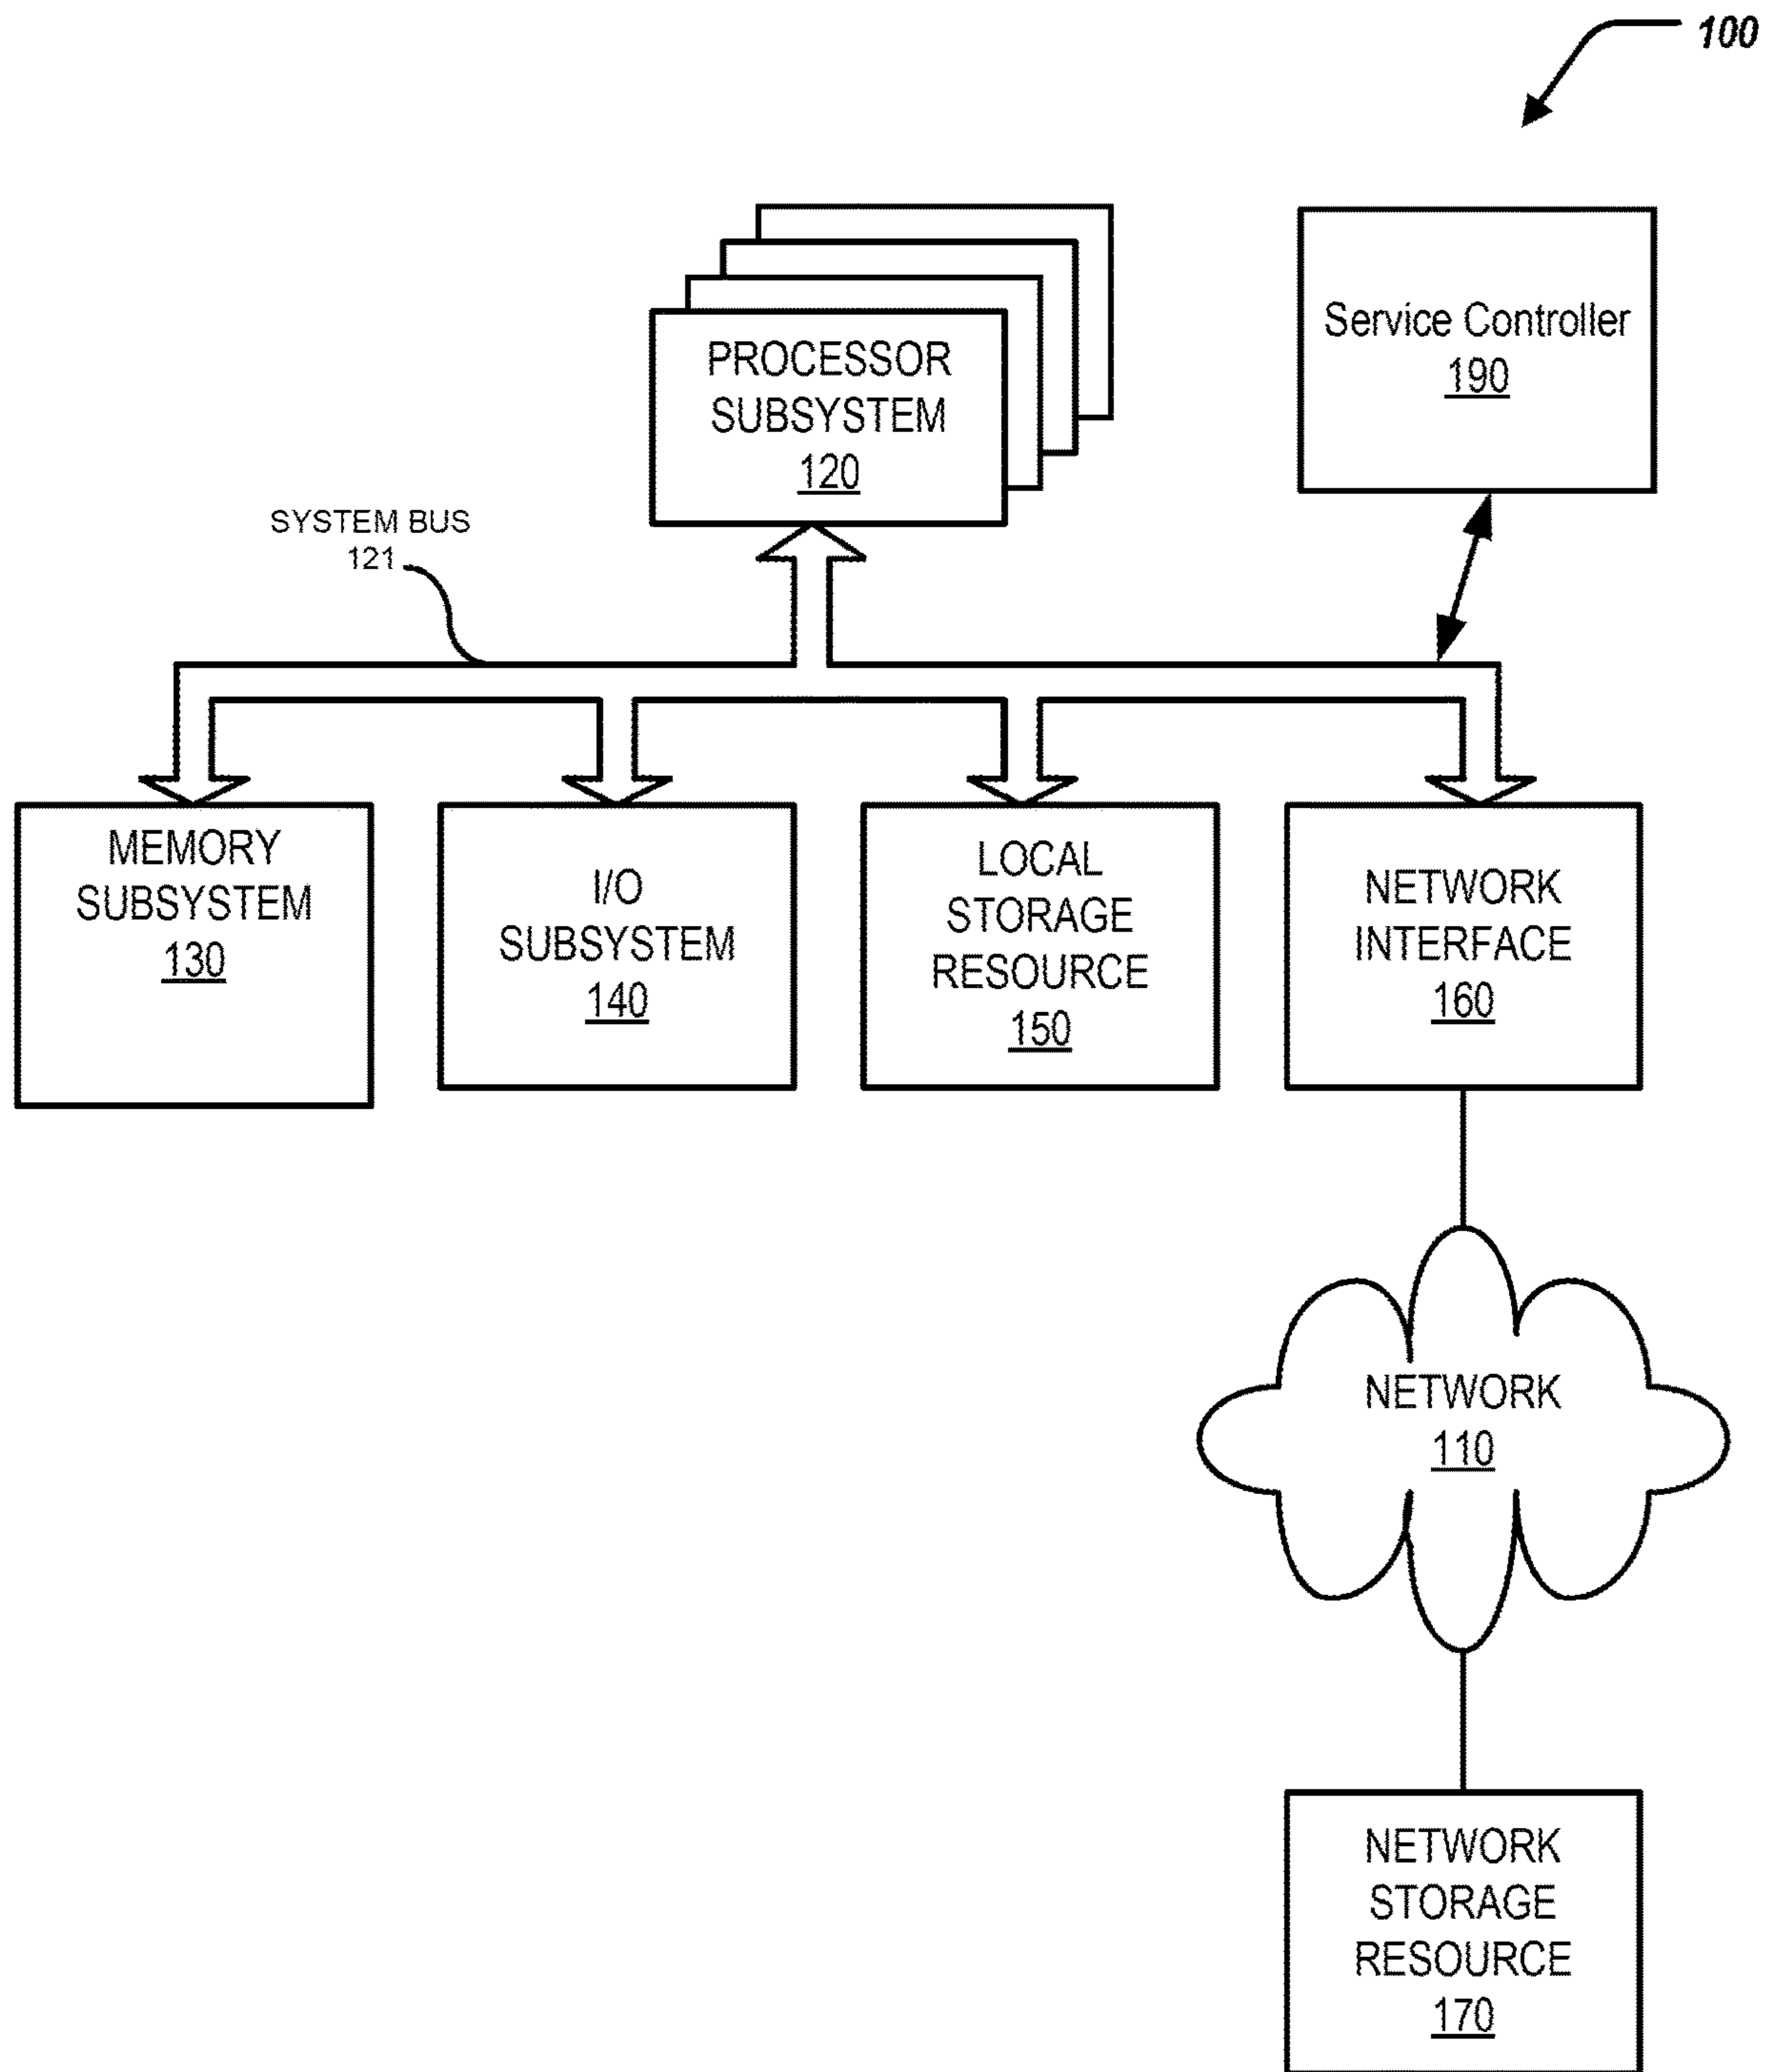 100
PROCESSOR
SUBSYSTEM
120
Service Controller
190
SYSTEM BUS
121
MEMORY
SUBSYSTEM
130
I/O
SUBSYSTEM
140
LOCAL
STORAGE
RESOURCE
150
NETWORK
INTERFACE
160
NETWORK
110
NETWORK
STORAGE
RESOURCE
170